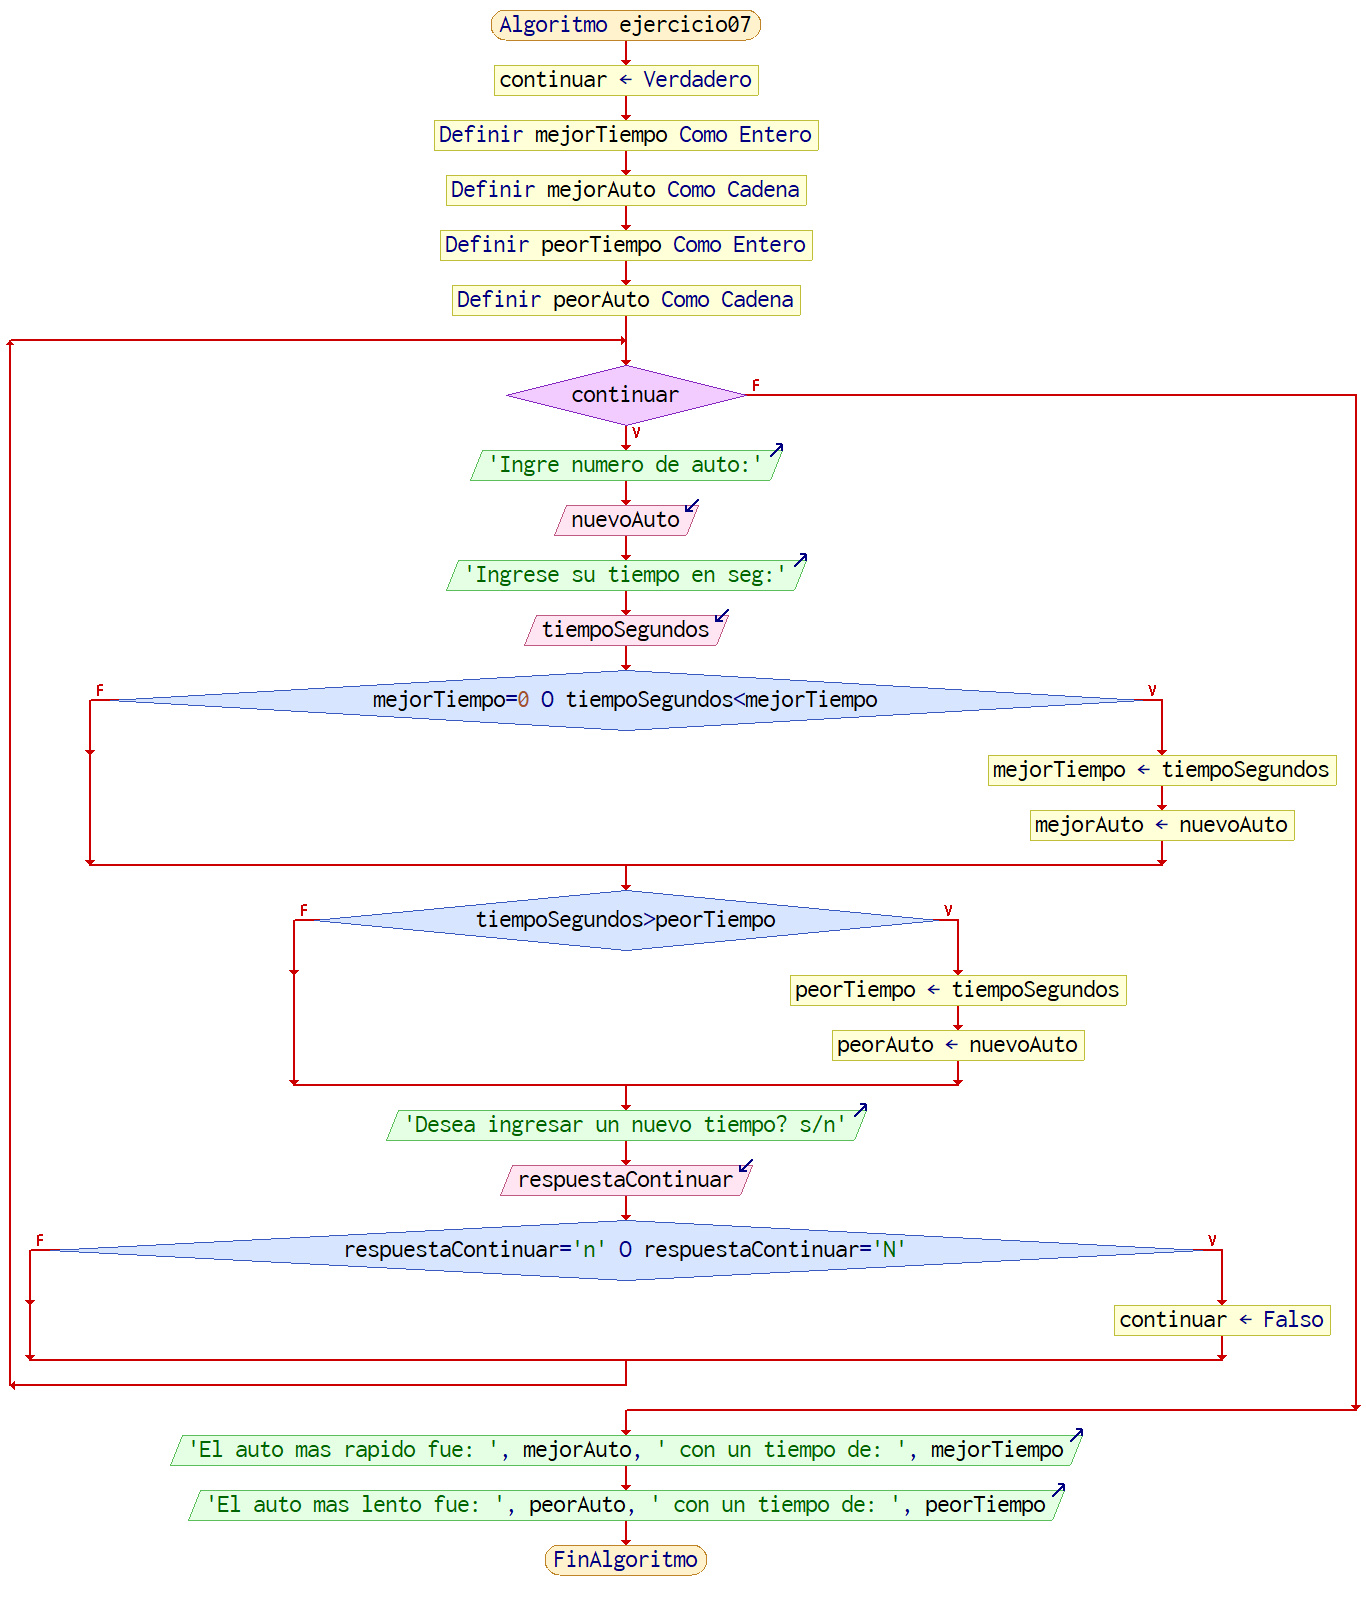 Algoritmo ejercicio07
continuar ← Verdadero
Definir mejorTiempo Como Entero
Definir mejorAuto Como Cadena
Definir peorTiempo Como Entero
Definir peorAuto Como Cadena
continuar
F
V
'Ingre numero de auto:'
nuevoAuto
'Ingrese su tiempo en seg:'
tiempoSegundos
F
mejorTiempo=0 O tiempoSegundos<mejorTiempo
V
mejorTiempo ← tiempoSegundos
mejorAuto ← nuevoAuto
F
tiempoSegundos>peorTiempo
V
peorTiempo ← tiempoSegundos
peorAuto ← nuevoAuto
'Desea ingresar un nuevo tiempo? s/n'
respuestaContinuar
F
respuestaContinuar='n' O respuestaContinuar='N'
V
continuar ← Falso
'El auto mas rapido fue: ', mejorAuto, ' con un tiempo de: ', mejorTiempo
'El auto mas lento fue: ', peorAuto, ' con un tiempo de: ', peorTiempo
FinAlgoritmo